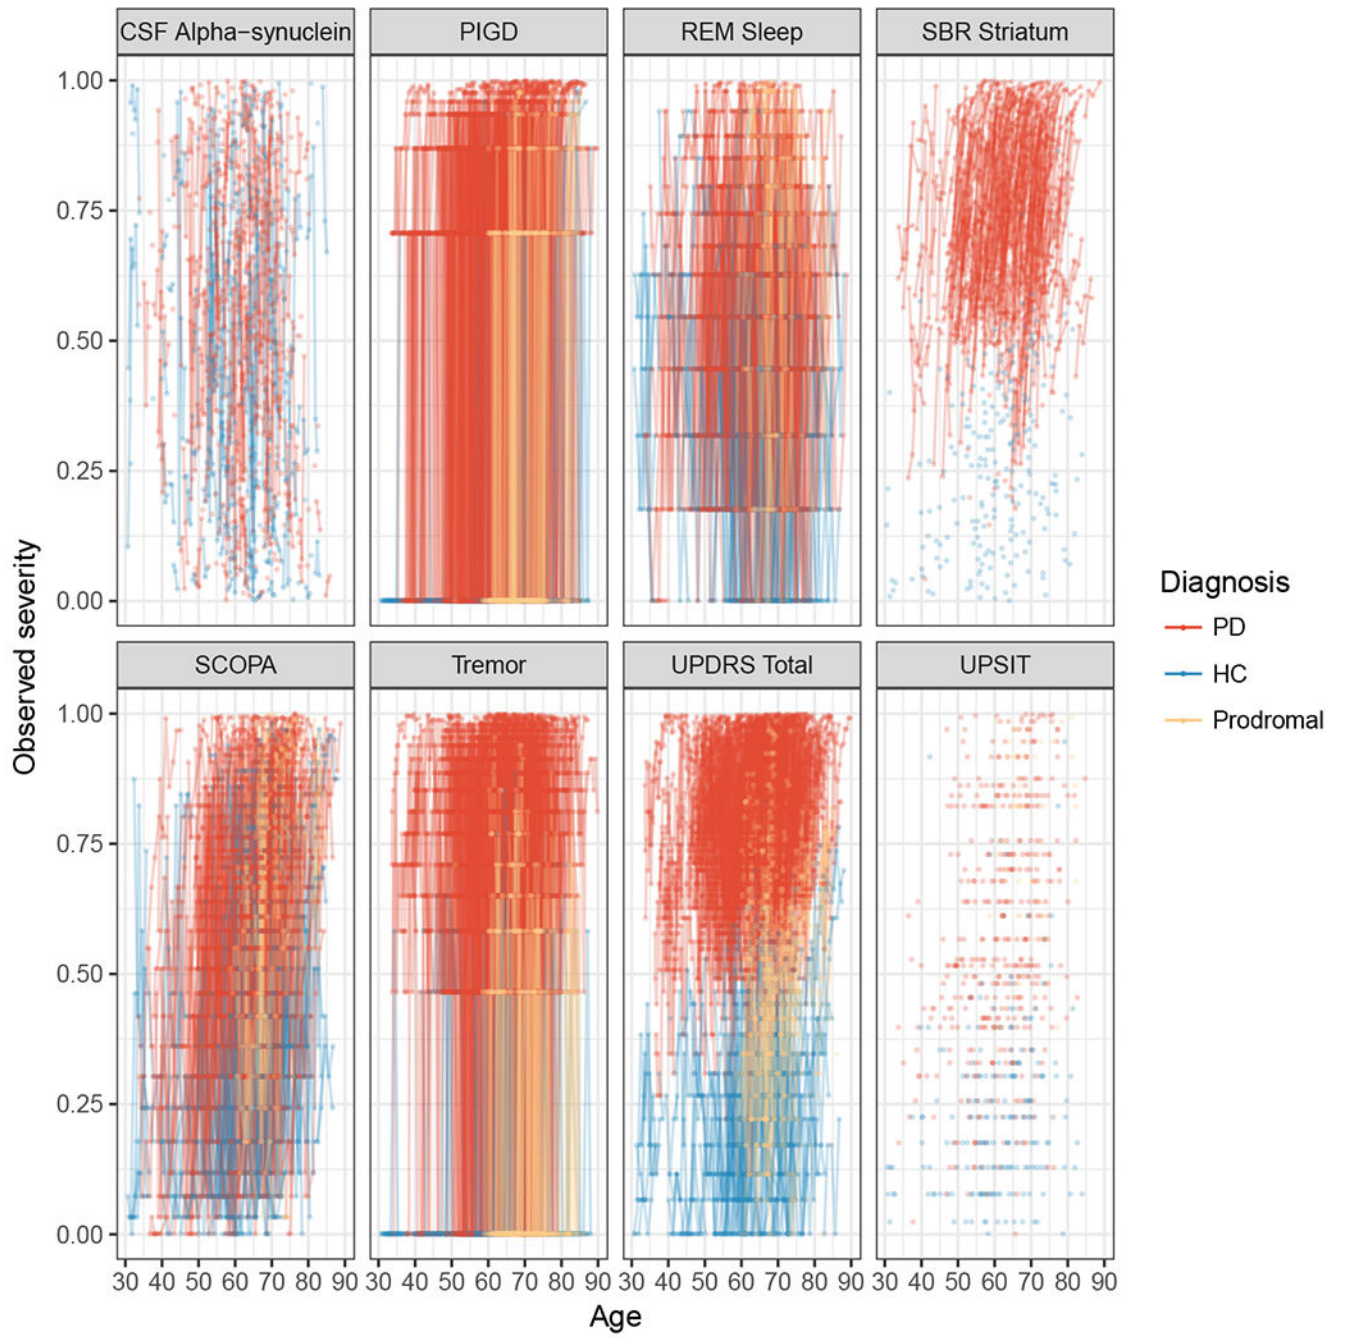 CSF Alpha−synuclein PIGD REM Sleep SBR Striatum
1.00
0.75
0.50
0.25
0.00
Observed severity
Diagnosis
PD
HC
Prodromal
SCOPA Tremor UPDRS Total UPSIT
1.00
0.75
0.50
0.25
0.00
30 40 50 60 70 80 90 30 40 50 60 70 80 90 30 40 50 60 70 80 90 30 40 50 60 70 80 90
Age